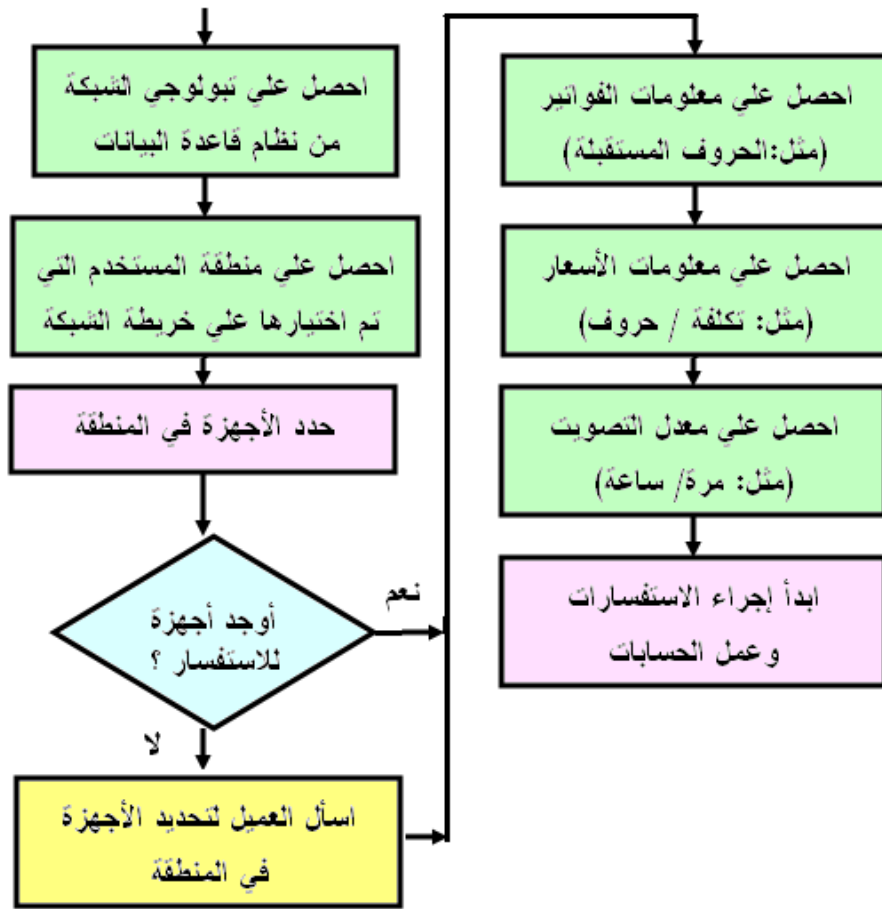 احصل علي تبولوجي الشبكة
من نظام قاعدة البيانات
احصل علي منطقة المستخدم التي
تم اختيارها علي خريطة الشبكة
حدد الأجهزة في المنطقة
أوجد أجهزة
للاستفسار ؟
نعم
لا
اسأل العميل لتحديد الأجهزة
في المنطقة
احصل علي معلومات الفواتير
(مثل:الحروف المستقبلة)
احصل علي معلومات الأسعار
(مثل: تكلفة / حروف)
احصل علي معدل التصويت
(مثل: مرة/ ساعة)
ابدأ إجراء الاستفسارات
وعمل الحسابات